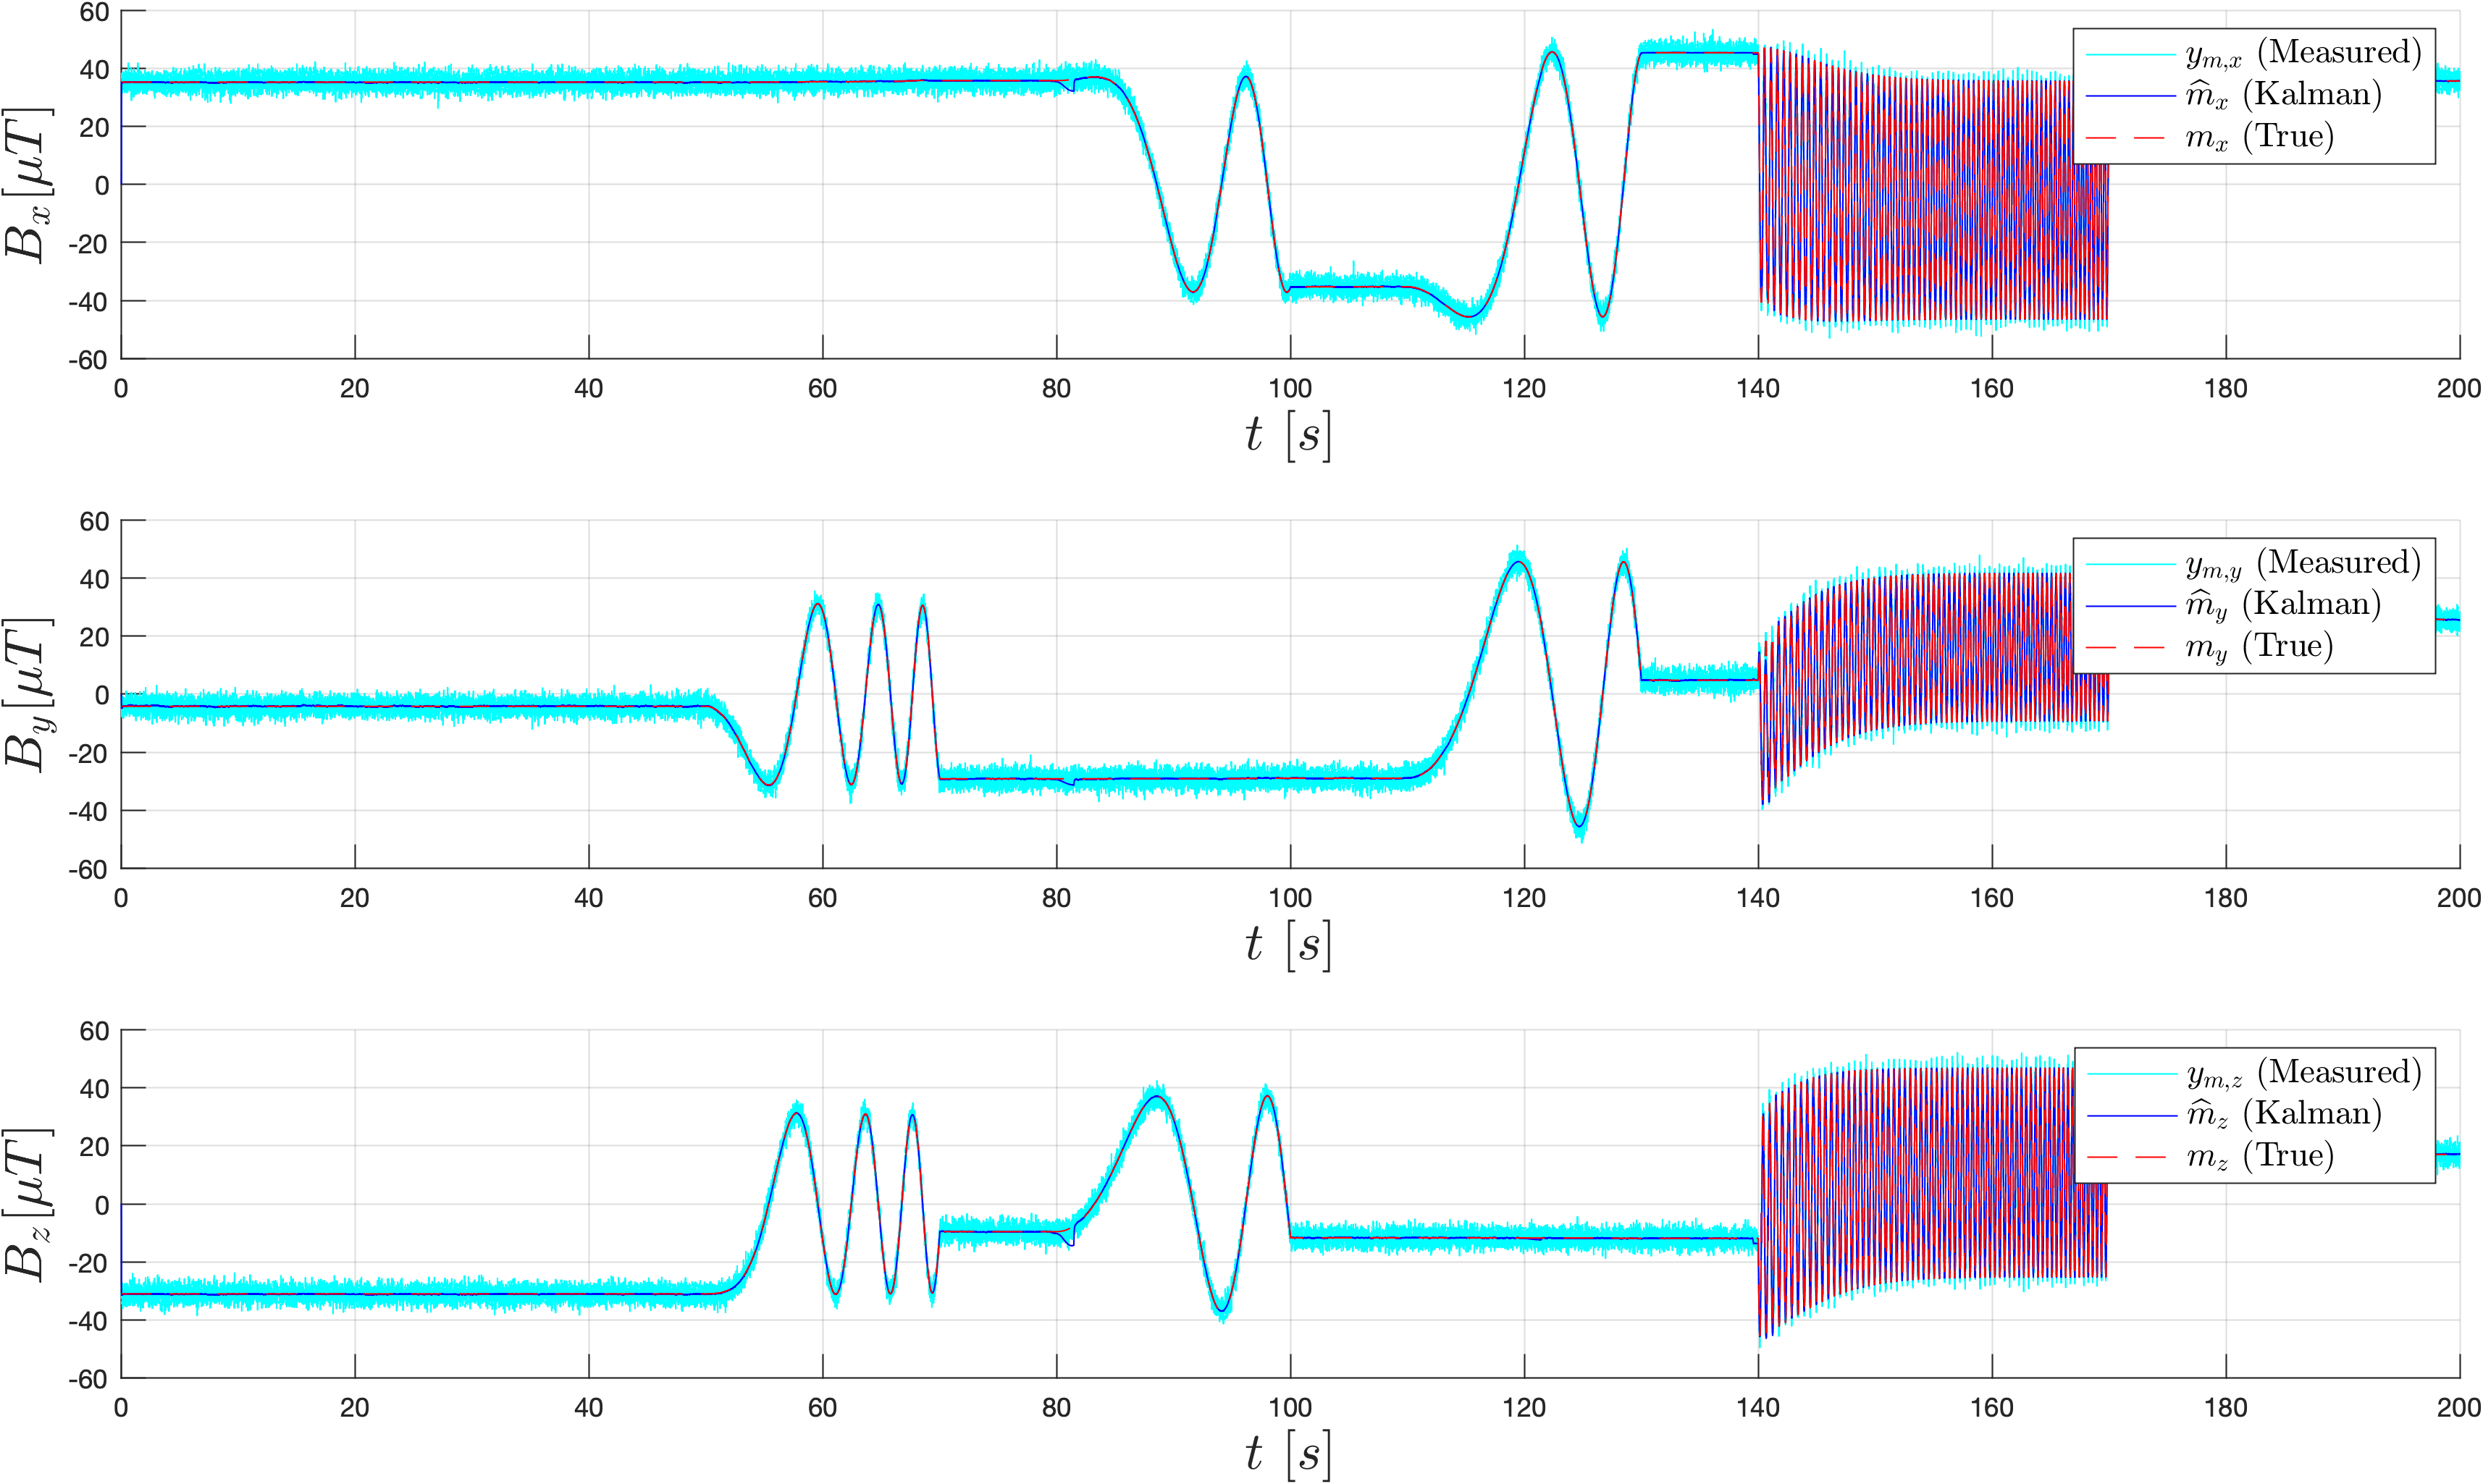 60
40
20
0
-20
-40
-60
B_x [μT]
0 20 40 60 80 100 120 140 160 180 200
t [s]
y_{m,x} (Measured)
m̂_x (Kalman)
m_x (True)
60
40
20
0
-20
-40
-60
B_y [μT]
0 20 40 60 80 100 120 140 160 180 200
t [s]
y_{m,y} (Measured)
m̂_y (Kalman)
m_y (True)
60
40
20
0
-20
-40
-60
B_z [μT]
0 20 40 60 80 100 120 140 160 180 200
t [s]
y_{m,z} (Measured)
m̂_z (Kalman)
m_z (True)